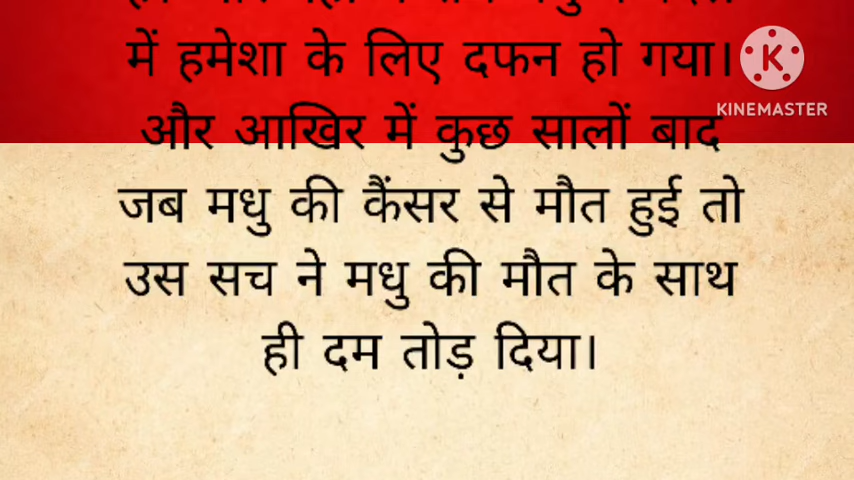 में हमेशा के लिए दफन हो गया।
और आखिर में कुछ सालों बाद
जब मधु की कैंसर से मौत हुई तो
उस सच ने मधु की मौत के साथ
ही दम तोड़ दिया।
K
KINEMASTER